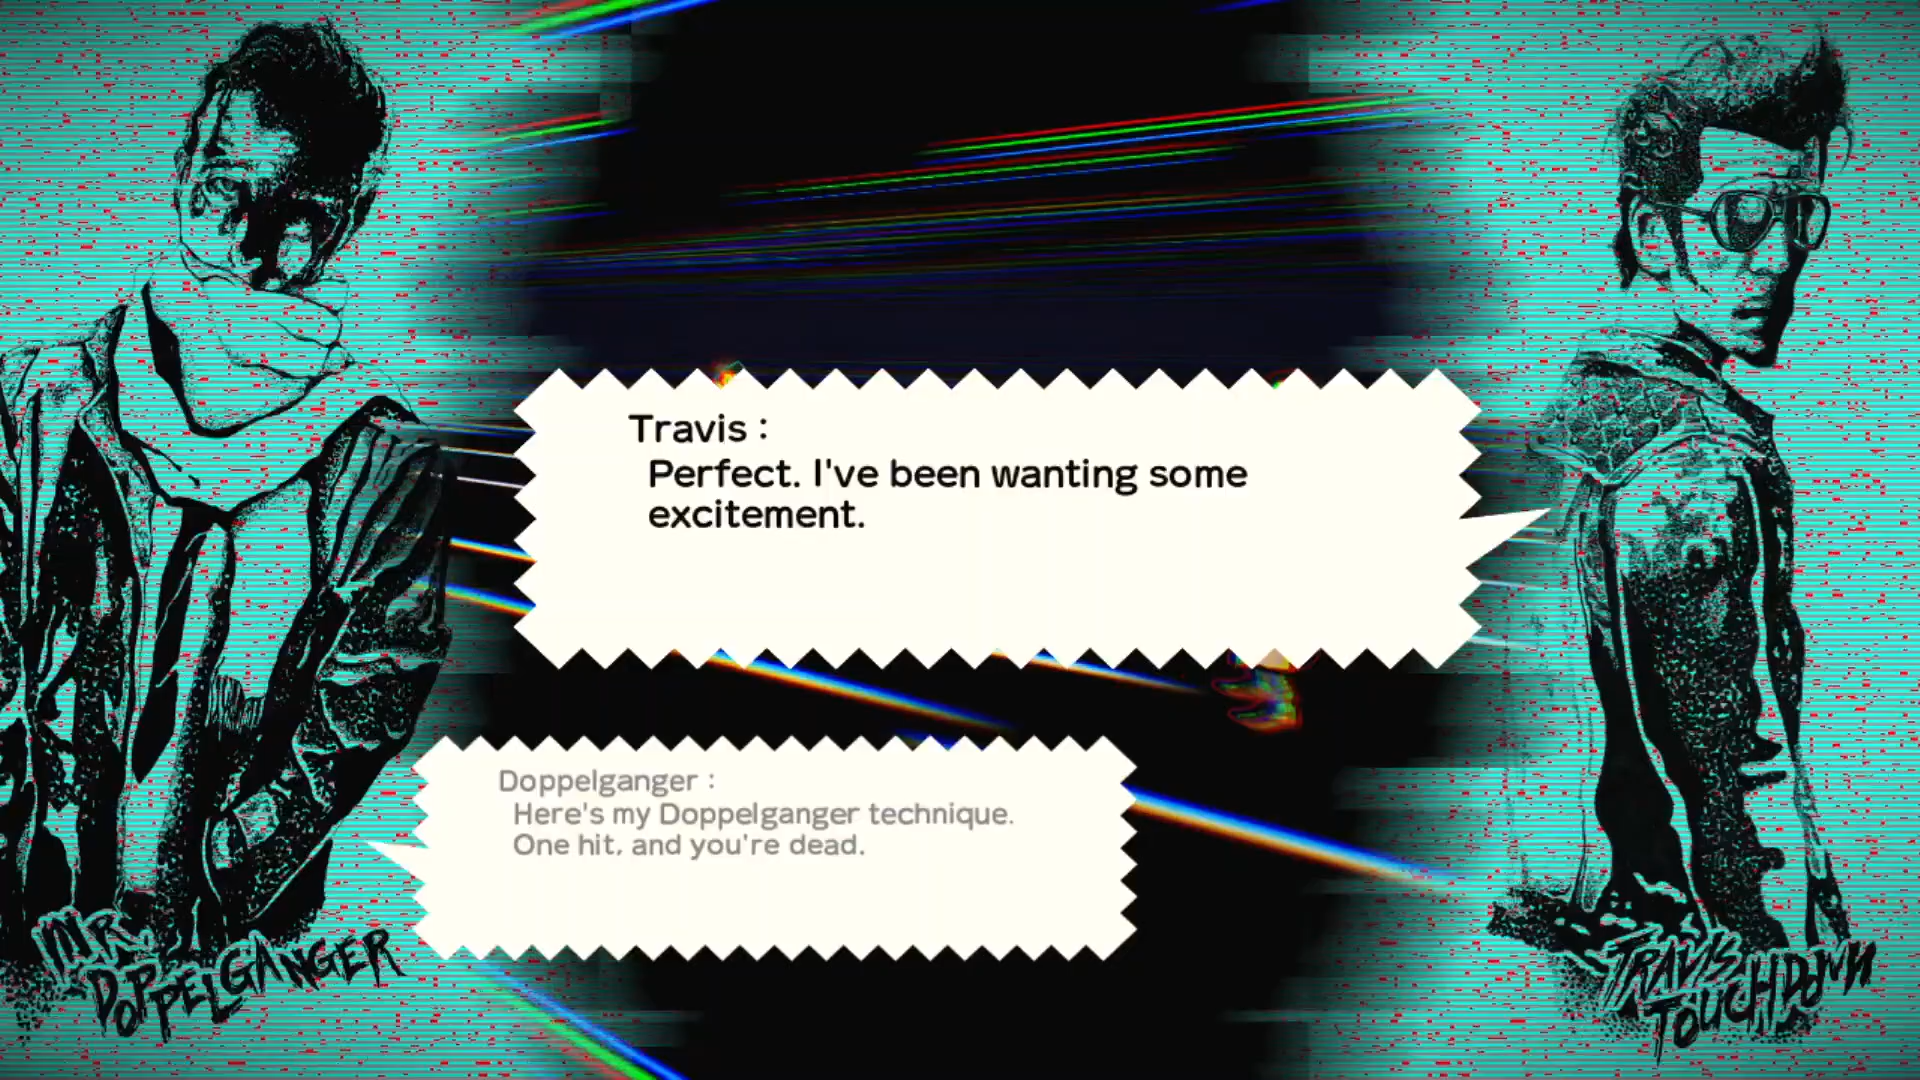 Travis :
Perfect. I've been wanting some
excitement.
Doppelganger :
Here's my Doppelganger technique.
One hit, and you're dead.
MR.
DOPPELGANGER
TRAVIS
TOUCHDOWN